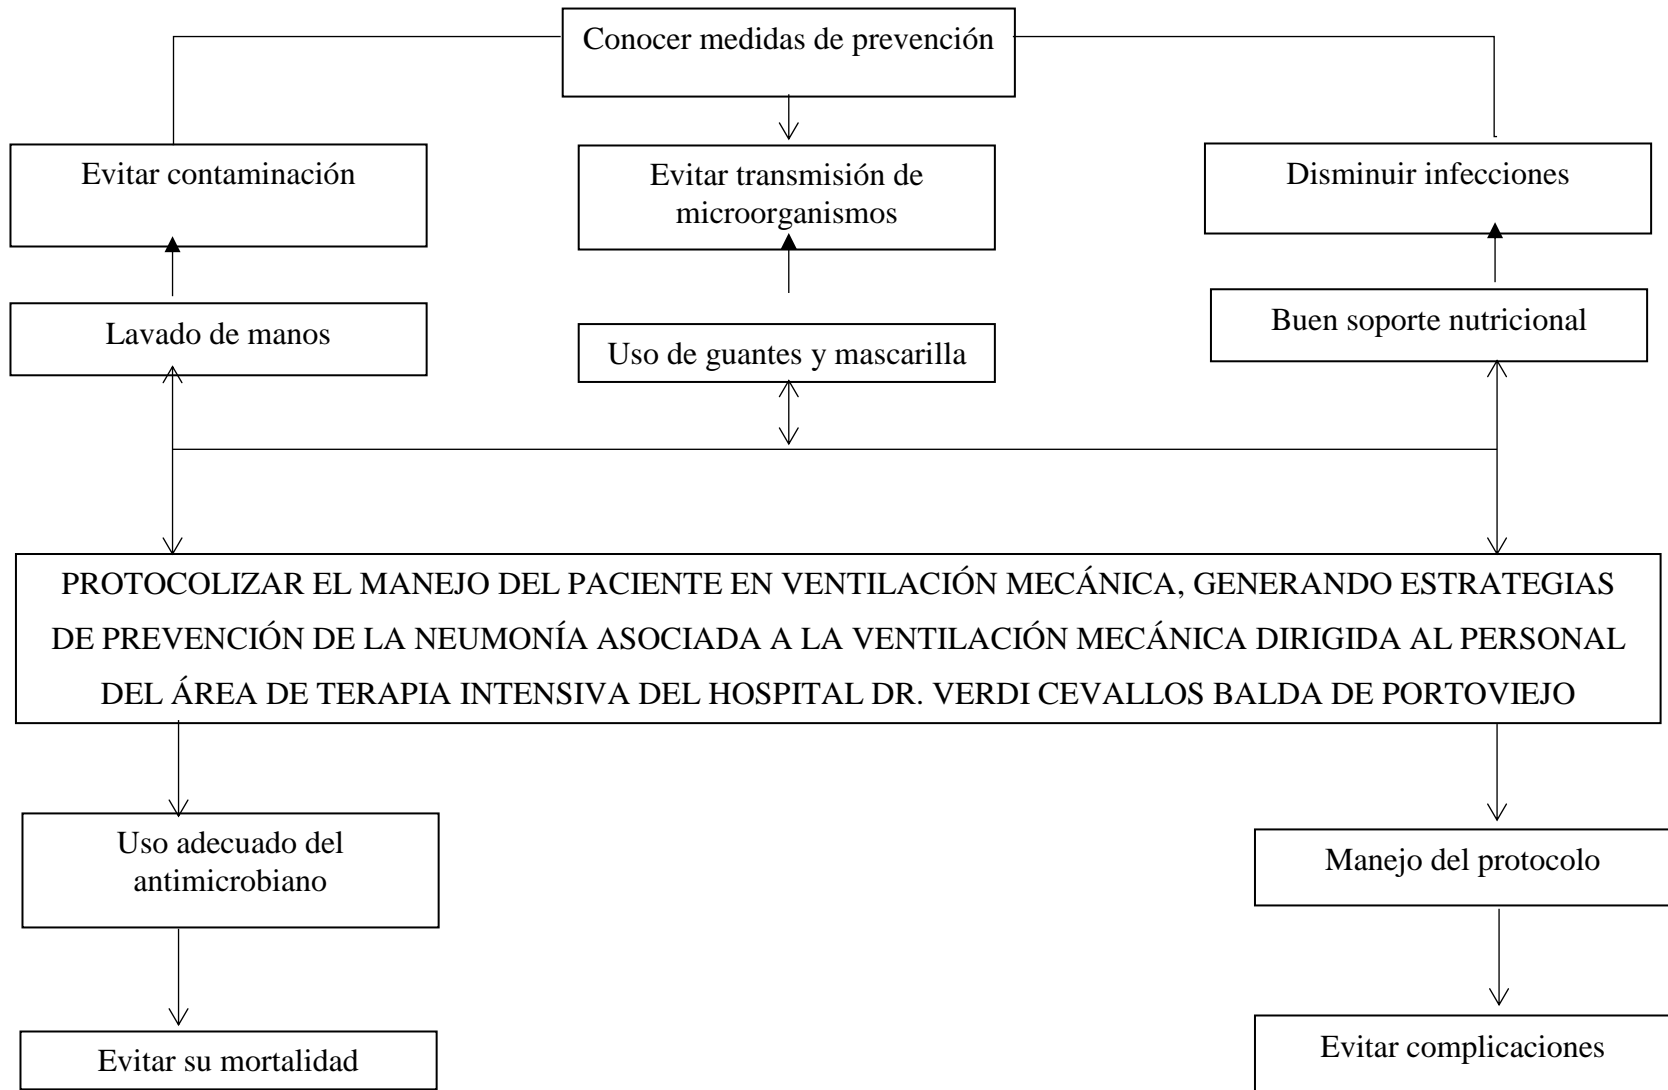 Conocer medidas de prevención
Evitar contaminación
Evitar transmisión de
microorganismos
Disminuir infecciones
Lavado de manos
Uso de guantes y mascarilla
Buen soporte nutricional
PROTOCOLIZAR EL MANEJO DEL PACIENTE EN VENTILACIÓN MECÁNICA, GENERANDO ESTRATEGIAS
DE PREVENCIÓN DE LA NEUMONÍA ASOCIADA A LA VENTILACIÓN MECÁNICA DIRIGIDA AL PERSONAL
DEL ÁREA DE TERAPIA INTENSIVA DEL HOSPITAL DR. VERDI CEVALLOS BALDA DE PORTOVIEJO
Uso adecuado del
antimicrobiano
Manejo del protocolo
Evitar su mortalidad
Evitar complicaciones